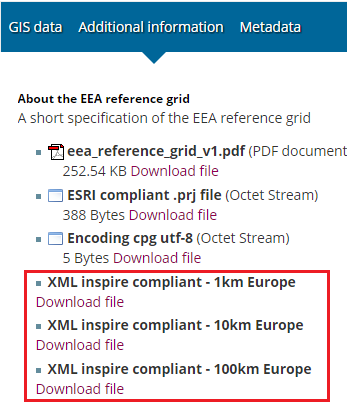 GIS data Additional information Metadata
About the EEA reference grid
A short specification of the EEA reference grid
eea_reference_grid_v1.pdf (PDF document
252.54 KB Download file
ESRI compliant .prj file (Octet Stream)
388 Bytes Download file
Encoding cpg utf-8 (Octet Stream)
5 Bytes Download file
XML inspire compliant - 1km Europe
Download file
XML inspire compliant - 10km Europe
Download file
XML inspire compliant - 100km Europe
Download file